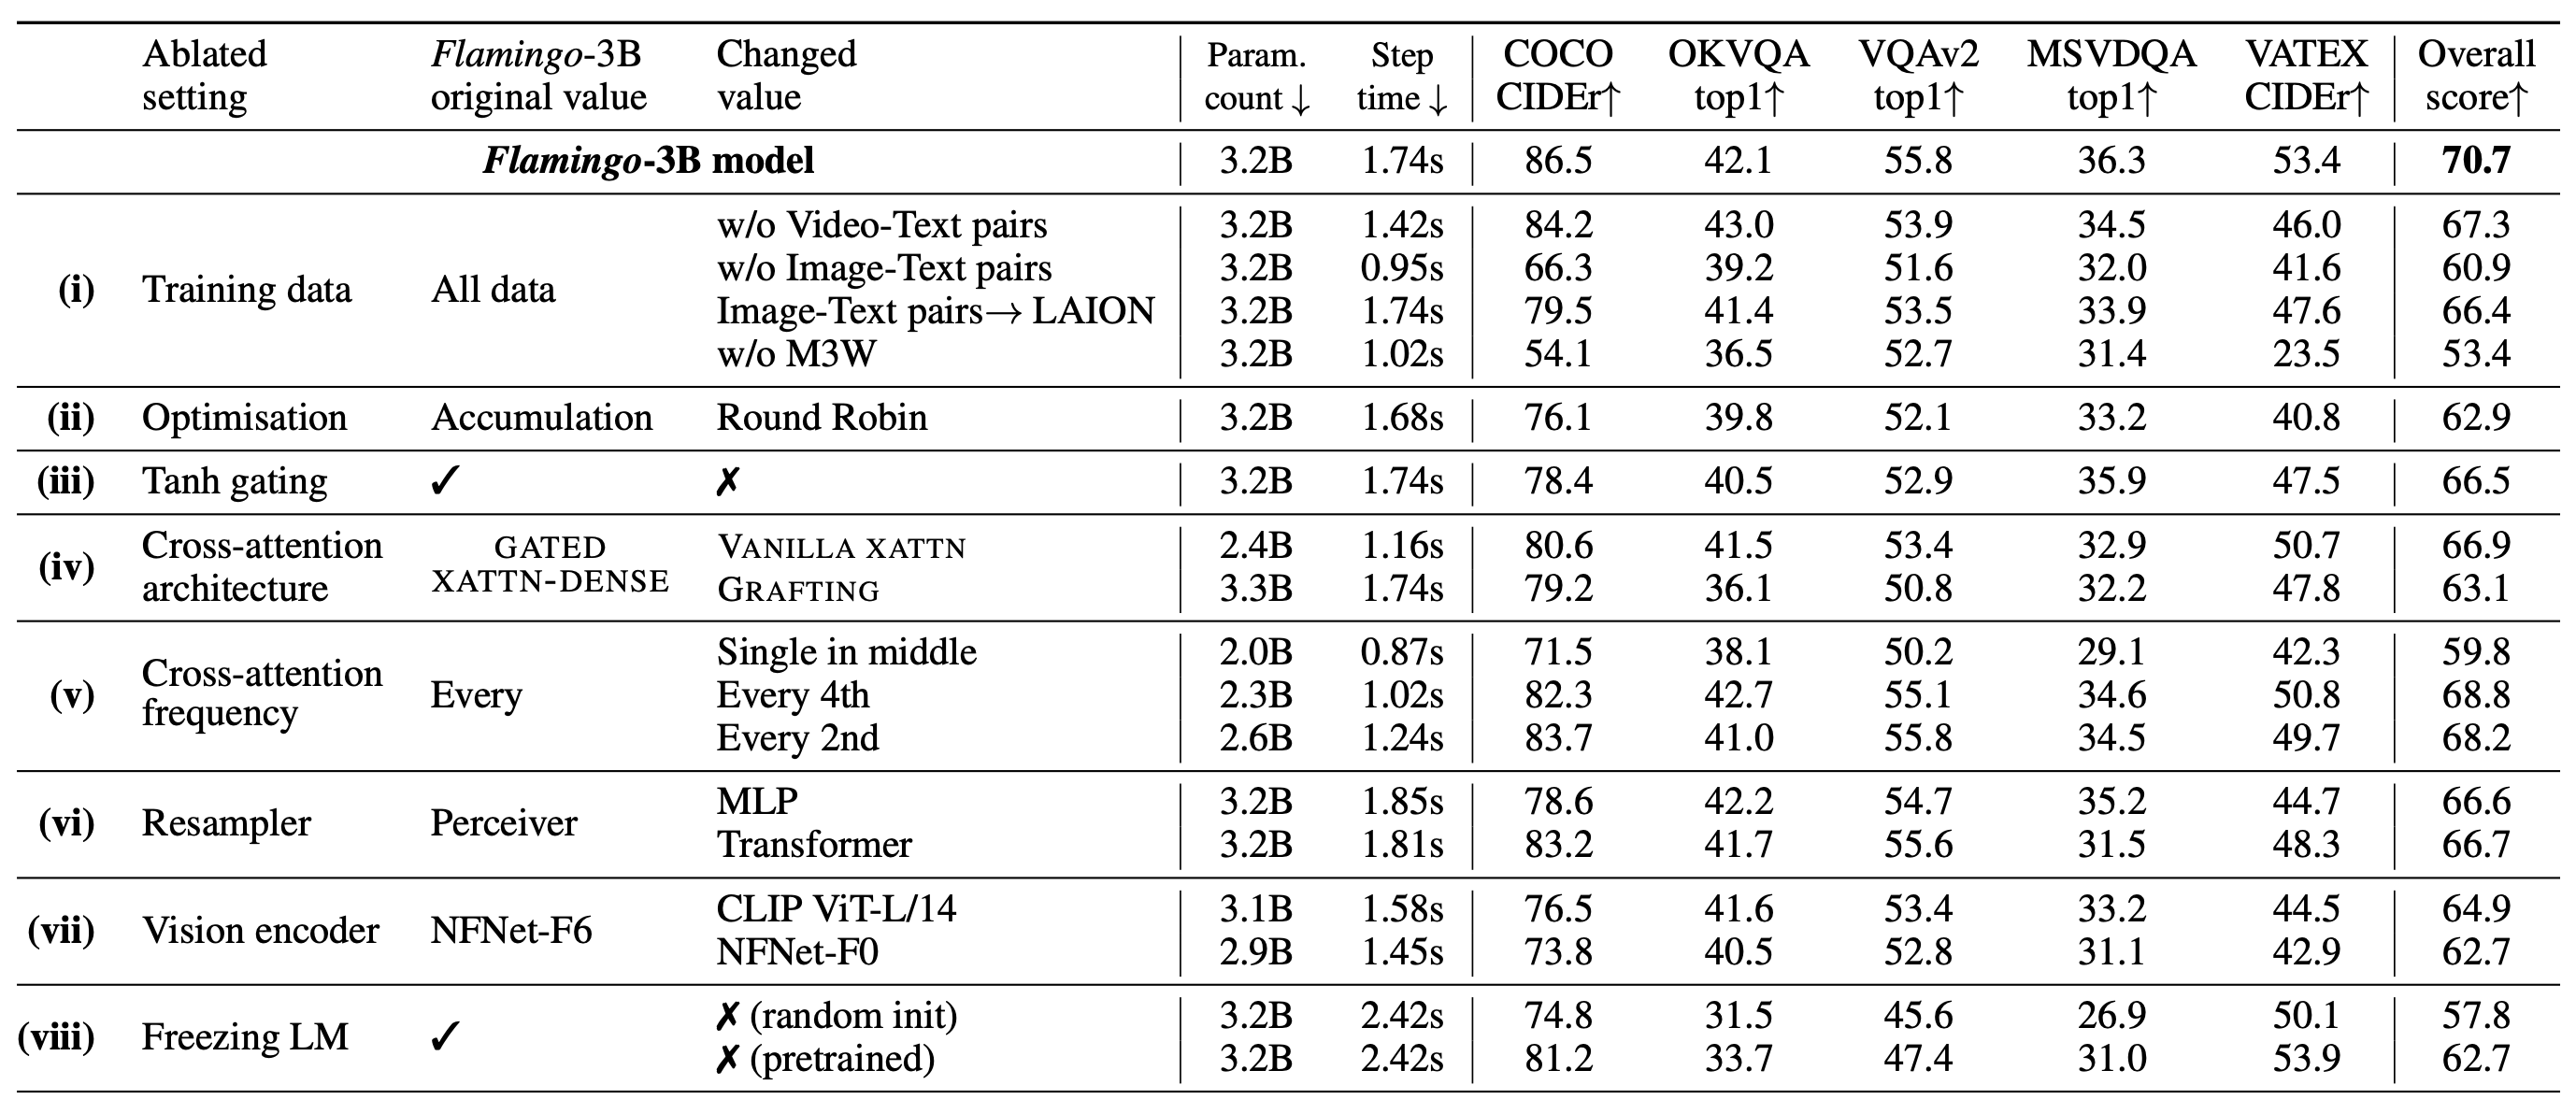 Ablated setting | Flamingo-3B original value | Changed value | Param. count ↓ | Step time ↓ | COCO CIDEr↑ | OKVQA top1↑ | VQAv2 top1↑ | MSVDQA top1↑ | VATEX CIDEr↑ | Overall score↑
Flamingo-3B model | 3.2B | 1.74s | 86.5 | 42.1 | 55.8 | 36.3 | 53.4 | 70.7
(i) | Training data | All data | w/o Video-Text pairs | 3.2B | 1.42s | 84.2 | 43.0 | 53.9 | 34.5 | 46.0 | 67.3
w/o Image-Text pairs | 3.2B | 0.95s | 66.3 | 39.2 | 51.6 | 32.0 | 41.6 | 60.9
Image-Text pairs→ LAION | 3.2B | 1.74s | 79.5 | 41.4 | 53.5 | 33.9 | 47.6 | 66.4
w/o M3W | 3.2B | 1.02s | 54.1 | 36.5 | 52.7 | 31.4 | 23.5 | 53.4
(ii) | Optimisation | Accumulation | Round Robin | 3.2B | 1.68s | 76.1 | 39.8 | 52.1 | 33.2 | 40.8 | 62.9
(iii) | Tanh gating | ✓ | ✗ | 3.2B | 1.74s | 78.4 | 40.5 | 52.9 | 35.9 | 47.5 | 66.5
(iv) | Cross-attention architecture | GATED XATTN-DENSE | VANILLA XATTN | 2.4B | 1.16s | 80.6 | 41.5 | 53.4 | 32.9 | 50.7 | 66.9
GRAFTING | 3.3B | 1.74s | 79.2 | 36.1 | 50.8 | 32.2 | 47.8 | 63.1
(v) | Cross-attention frequency | Every | Single in middle | 2.0B | 0.87s | 71.5 | 38.1 | 50.2 | 29.1 | 42.3 | 59.8
Every 4th | 2.3B | 1.02s | 82.3 | 42.7 | 55.1 | 34.6 | 50.8 | 68.8
Every 2nd | 2.6B | 1.24s | 83.7 | 41.0 | 55.8 | 34.5 | 49.7 | 68.2
(vi) | Resampler | Perceiver | MLP | 3.2B | 1.85s | 78.6 | 42.2 | 54.7 | 35.2 | 44.7 | 66.6
Transformer | 3.2B | 1.81s | 83.2 | 41.7 | 55.6 | 31.5 | 48.3 | 66.7
(vii) | Vision encoder | NFNet-F6 | CLIP ViT-L/14 | 3.1B | 1.58s | 76.5 | 41.6 | 53.4 | 33.2 | 44.5 | 64.9
NFNet-F0 | 2.9B | 1.45s | 73.8 | 40.5 | 52.8 | 31.1 | 42.9 | 62.7
(viii) | Freezing LM | ✓ | ✗ (random init) | 3.2B | 2.42s | 74.8 | 31.5 | 45.6 | 26.9 | 50.1 | 57.8
✗ (pretrained) | 3.2B | 2.42s | 81.2 | 33.7 | 47.4 | 31.0 | 53.9 | 62.7